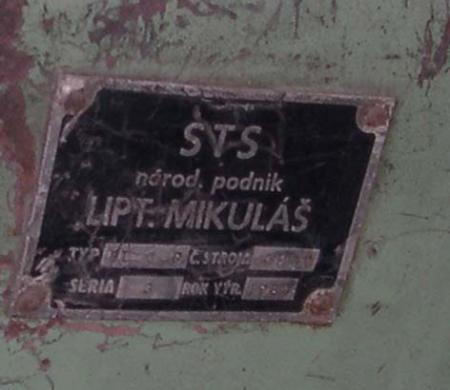 STS
národ. podnik
LIPT. MIKULÁŠ
TYP Č. STROJA
SERIA ROK VÝR.